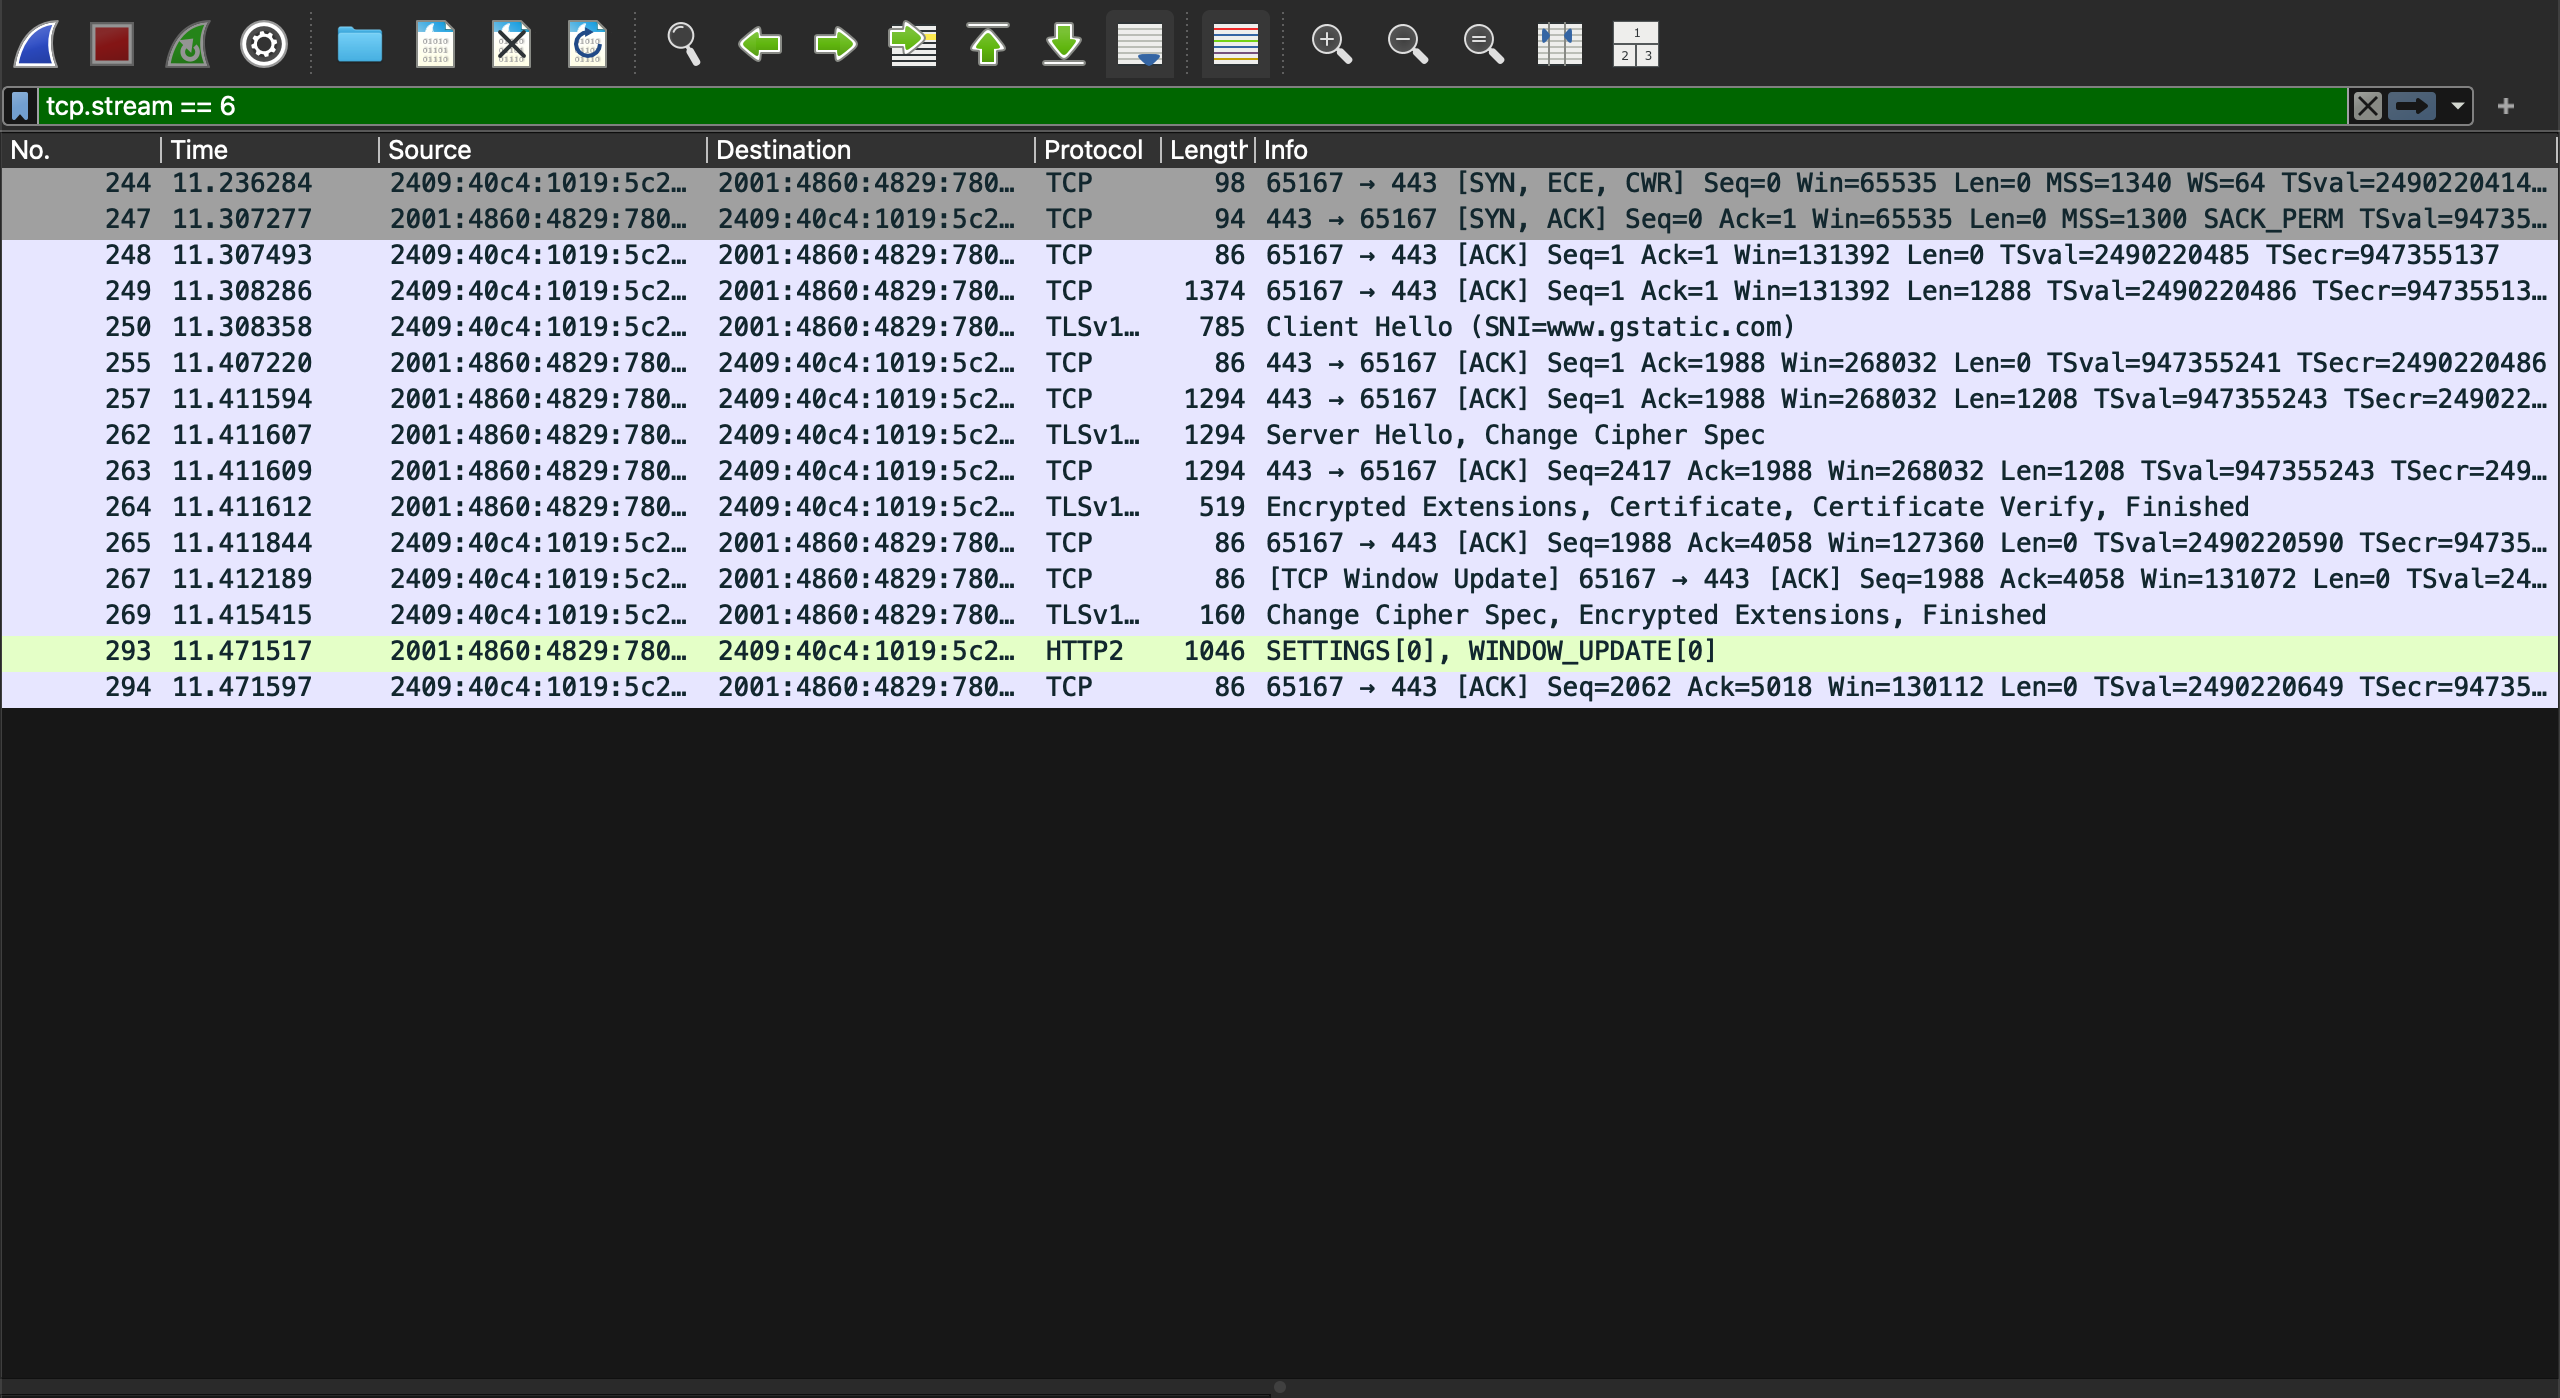 tcp.stream == 6
No. Time Source Destination Protocol Length Info
244 11.236284 2409:40c4:1019:5c2… 2001:4860:4829:780… TCP 98 65167 → 443 [SYN, ECE, CWR] Seq=0 Win=65535 Len=0 MSS=1340 WS=64 TSval=2490220414…
247 11.307277 2001:4860:4829:780… 2409:40c4:1019:5c2… TCP 94 443 → 65167 [SYN, ACK] Seq=0 Ack=1 Win=65535 Len=0 MSS=1300 SACK_PERM TSval=94735…
248 11.307493 2409:40c4:1019:5c2… 2001:4860:4829:780… TCP 86 65167 → 443 [ACK] Seq=1 Ack=1 Win=131392 Len=0 TSval=2490220485 TSecr=947355137
249 11.308286 2409:40c4:1019:5c2… 2001:4860:4829:780… TCP 1374 65167 → 443 [ACK] Seq=1 Ack=1 Win=131392 Len=1288 TSval=2490220486 TSecr=94735513…
250 11.308358 2409:40c4:1019:5c2… 2001:4860:4829:780… TLSv1… 785 Client Hello (SNI=www.gstatic.com)
255 11.407220 2001:4860:4829:780… 2409:40c4:1019:5c2… TCP 86 443 → 65167 [ACK] Seq=1 Ack=1988 Win=268032 Len=0 TSval=947355241 TSecr=2490220486
257 11.411594 2001:4860:4829:780… 2409:40c4:1019:5c2… TCP 1294 443 → 65167 [ACK] Seq=1 Ack=1988 Win=268032 Len=1208 TSval=947355243 TSecr=249022…
262 11.411607 2001:4860:4829:780… 2409:40c4:1019:5c2… TLSv1… 1294 Server Hello, Change Cipher Spec
263 11.411609 2001:4860:4829:780… 2409:40c4:1019:5c2… TCP 1294 443 → 65167 [ACK] Seq=2417 Ack=1988 Win=268032 Len=1208 TSval=947355243 TSecr=249…
264 11.411612 2001:4860:4829:780… 2409:40c4:1019:5c2… TLSv1… 519 Encrypted Extensions, Certificate, Certificate Verify, Finished
265 11.411844 2409:40c4:1019:5c2… 2001:4860:4829:780… TCP 86 65167 → 443 [ACK] Seq=1988 Ack=4058 Win=127360 Len=0 TSval=2490220590 TSecr=94735…
267 11.412189 2409:40c4:1019:5c2… 2001:4860:4829:780… TCP 86 [TCP Window Update] 65167 → 443 [ACK] Seq=1988 Ack=4058 Win=131072 Len=0 TSval=24…
269 11.415415 2409:40c4:1019:5c2… 2001:4860:4829:780… TLSv1… 160 Change Cipher Spec, Encrypted Extensions, Finished
293 11.471517 2001:4860:4829:780… 2409:40c4:1019:5c2… HTTP2 1046 SETTINGS[0], WINDOW_UPDATE[0]
294 11.471597 2409:40c4:1019:5c2… 2001:4860:4829:780… TCP 86 65167 → 443 [ACK] Seq=2062 Ack=5018 Win=130112 Len=0 TSval=2490220649 TSecr=94735…